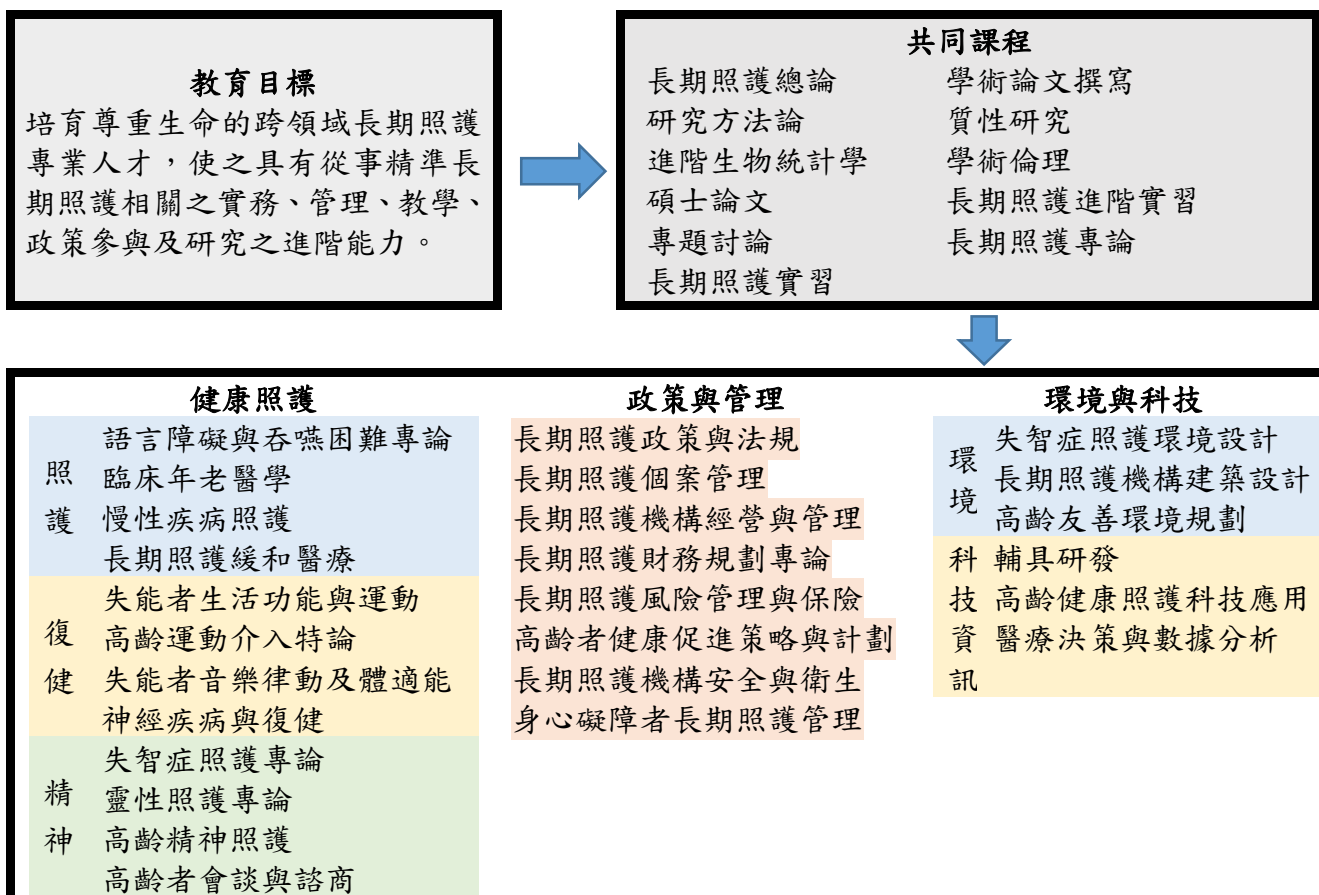 教育目標
培育尊重生命的跨領域長期照護
專業人才，使之具有從事精準長
期照護相關之實務、管理、教學、
政策參與及研究之進階能力。
共同課程
長期照護總論
研究方法論
進階生物統計學
碩士論文
專題討論
長期照護實習
學術論文撰寫
質性研究
學術倫理
長期照護進階實習
長期照護專論
健康照護
照護
語言障礙與吞嚥困難專論
臨床年老醫學
慢性疾病照護
長期照護緩和醫療
復健
失能者生活功能與運動
高齡運動介入特論
失能者音樂律動及體適能
神經疾病與復健
精神
失智症照護專論
靈性照護專論
高齡精神照護
高齡者會談與諮商
政策與管理
長期照護政策與法規
長期照護個案管理
長期照護機構經營與管理
長期照護財務規劃專論
長期照護風險管理與保險
高齡者健康促進策略與計劃
長期照護機構安全與衛生
身心礙障者長期照護管理
環境與科技
環境
失智症照護環境設計
長期照護機構建築設計
高齡友善環境規劃
科技資訊
輔具研發
高齡健康照護科技應用
醫療決策與數據分析